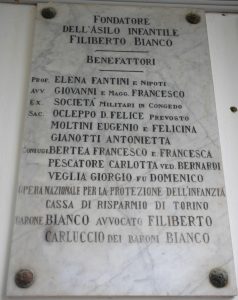 FONDATORE
DELL'ASILO INFANTILE
FILIBERTO BIANCO
BENEFATTORI
PROF. ELENA FANTINI E NIPOTI
AVV. GIOVANNI E MAGG. FRANCESCO
EX. SOCIETÀ MILITARI IN CONGEDO
SAC. OCLEPPO D. FELICE PREVOSTO
MOLTINI EUGENIO E FELICINA
GIANOTTI ANTONIETTA
CONIUGI BERTEA FRANCESCO E FRANCESCA
PESCATORE CARLOTTA VED. BERNARDI
VEGLIA GIORGIO FU DOMENICO
OPERA NAZIONALE PER LA PROTEZIONE DELL'INFANZIA
CASSA DI RISPARMIO DI TORINO
BARONE BIANCO AVVOCATO FILIBERTO
CARLUCCIO DEI BARONI BIANCO